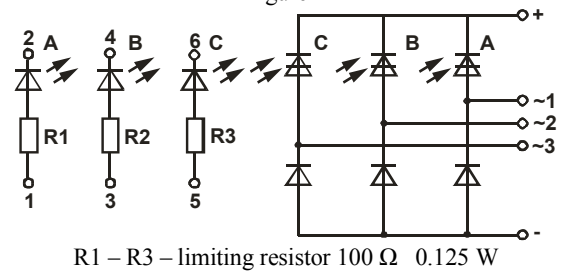 2 A 4 B 6 C C B A +
R1 R2 R3 ~1
~2
~3
1 3 5 -
R1 – R3 – limiting resistor 100 Ω 0.125 W